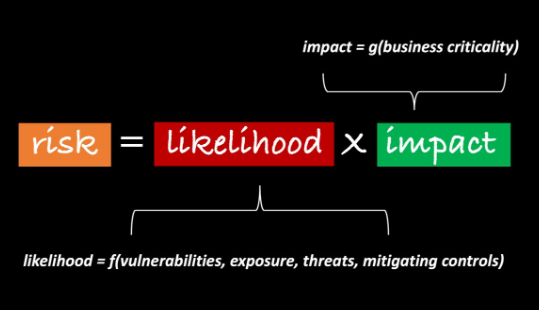 impact = g(business criticality)
risk = likelihood x impact
likelihood = f(vulnerabilities, exposure, threats, mitigating controls)